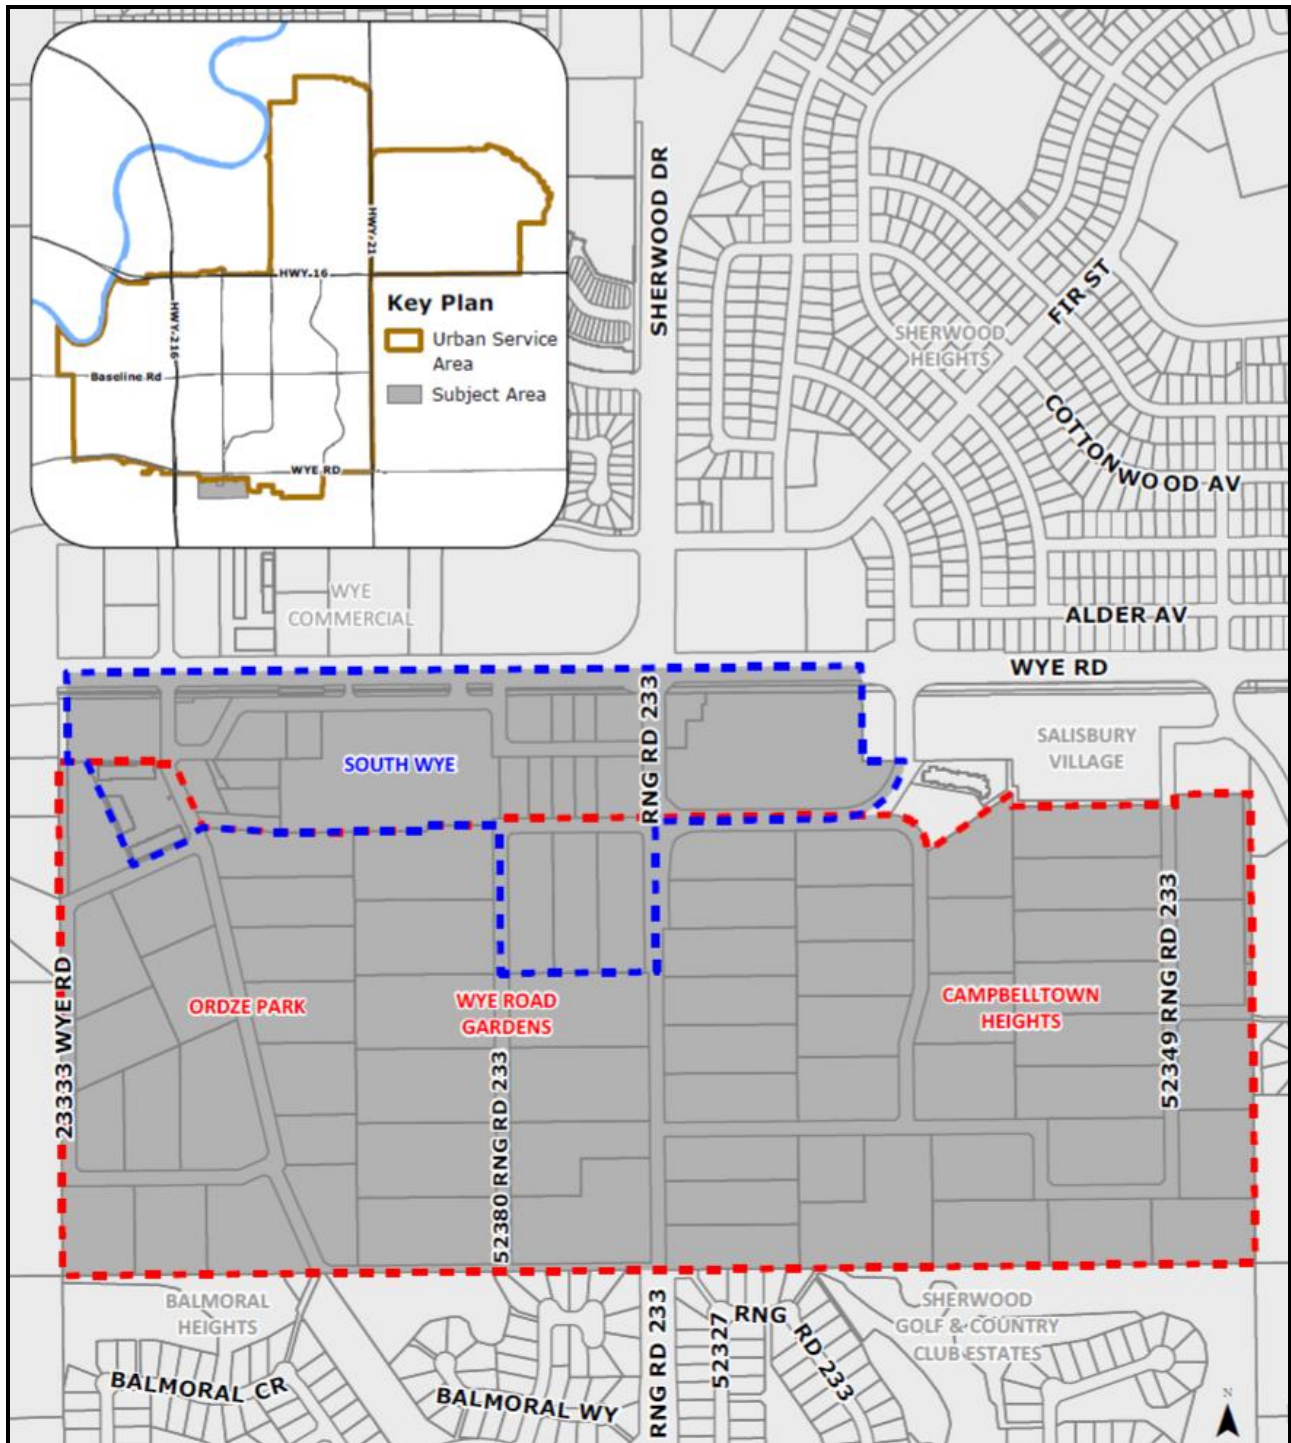 HWY 21
HWY 16
HWY 216
Key Plan
Urban Service
Area
Subject Area
Baseline Rd
WYE RD
SHERWOOD DR
SHERWOOD
HEIGHTS
FIR ST
COTTONWOOD AV
WYE
COMMERCIAL
ALDER AV
WYE RD
RNG RD 233
SOUTH WYE
SALISBURY
VILLAGE
23333 WYE RD
ORDZE PARK
WYE ROAD
GARDENS
52380 RNG RD 233
CAMPBELLTOWN
HEIGHTS
52349 RNG RD 233
BALMORAL
HEIGHTS
BALMORAL CR
BALMORAL WY
RNG RD 233
52327 RNG RD 233
SHERWOOD
GOLF & COUNTRY
CLUB ESTATES
N